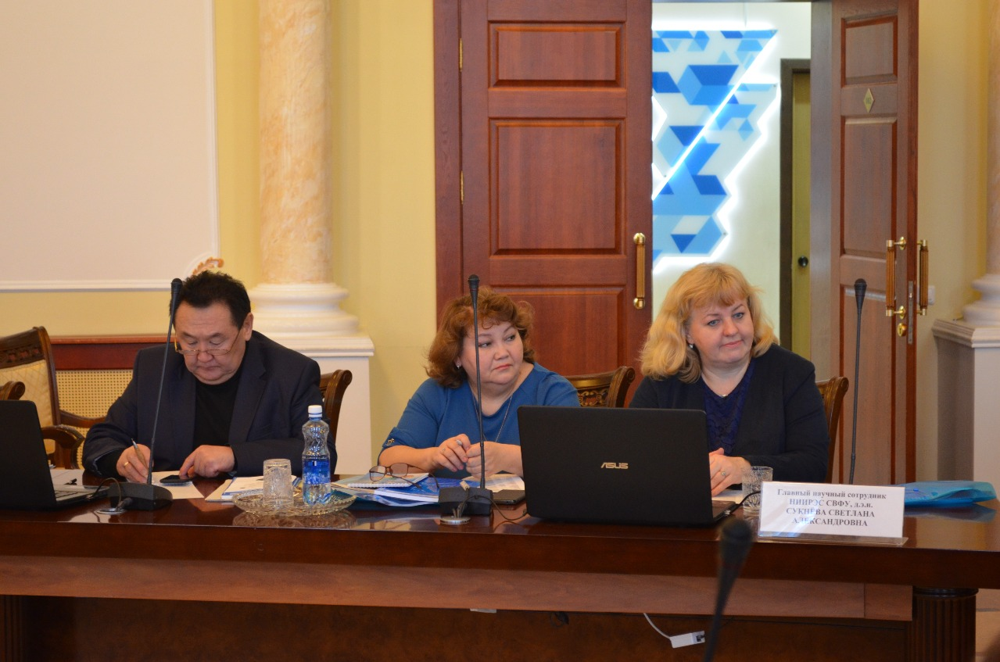 ASUS
Главный научный сотрудник
НИИРЭС СВФУ, д.э.н.
СУКНЁВА СВЕТЛАНА
АЛЕКСАНДРОВНА